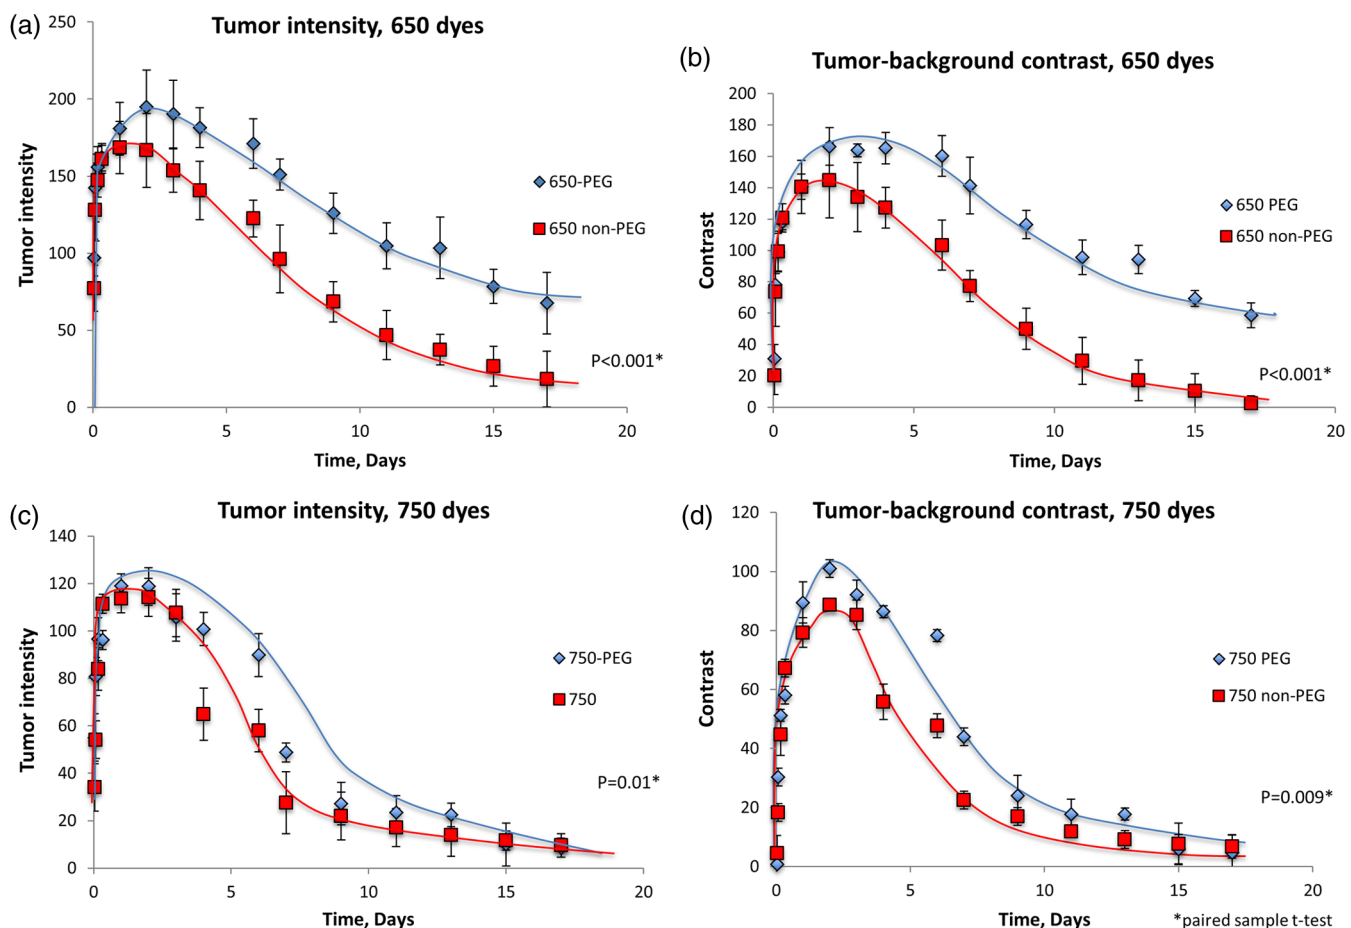 (a)
Tumor intensity, 650 dyes
250
200
150
100
50
0
Tumor intensity
0 5 10 15 20
Time, Days
650-PEG
650 non-PEG
P<0.001*
(b)
Tumor-background contrast, 650 dyes
200
180
160
140
120
100
80
60
40
20
0
Contrast
0 5 10 15 20
Time, Days
650 PEG
650 non-PEG
P<0.001*
(c)
Tumor intensity, 750 dyes
140
120
100
80
60
40
20
0
Tumor intensity
0 5 10 15 20
Time, Days
750-PEG
750
P=0.01*
(d)
Tumor-background contrast, 750 dyes
120
100
80
60
40
20
0
Contrast
0 5 10 15 20
Time, Days
750 PEG
750 non-PEG
P=0.009*
*paired sample t-test